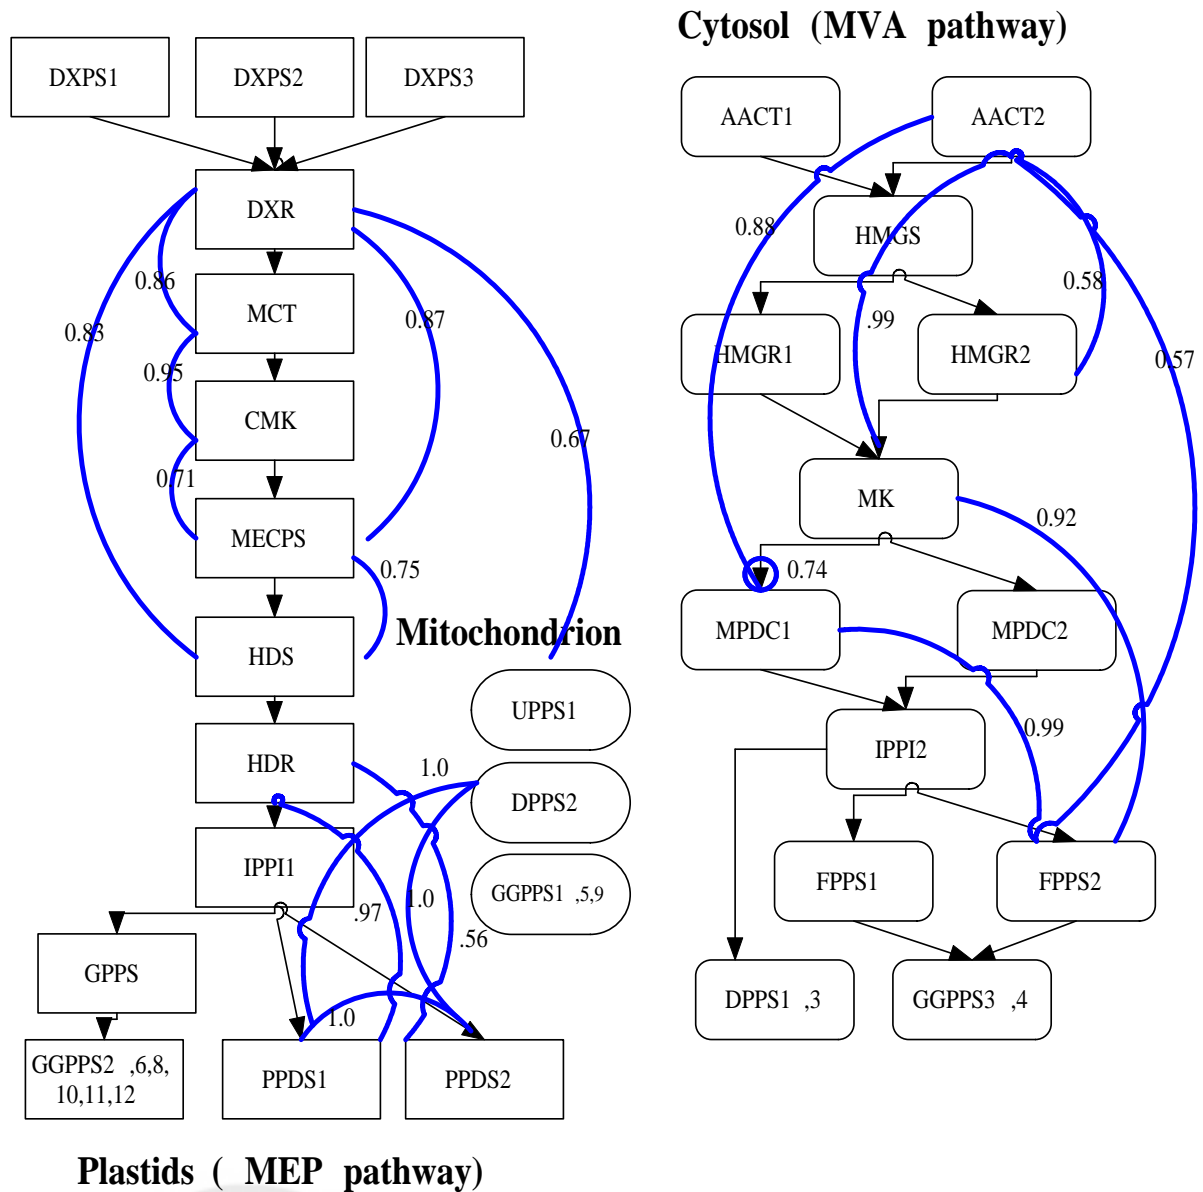 Cytosol (MVA pathway)
DXPS1
DXPS2
DXPS3
AACT1
AACT2
DXR
HMGS
0.88
0.86
MCT
0.83
0.87
0.58
.99
HMGR1
HMGR2
0.57
0.95
CMK
0.67
0.71
MECPS
MK
0.92
0.75
0.74
Mitochondrion
HDS
MPDC1
MPDC2
UPPS1
HDR
1.0
IPPI2
0.99
DPPS2
IPPI1
GGPPS1 ,5,9
.97
1.0
.56
FPPS1
FPPS2
GPPS
1.0
DPPS1 ,3
GGPPS3 ,4
GGPPS2 ,6,8,
10,11,12
PPDS1
PPDS2
Plastids ( MEP pathway)